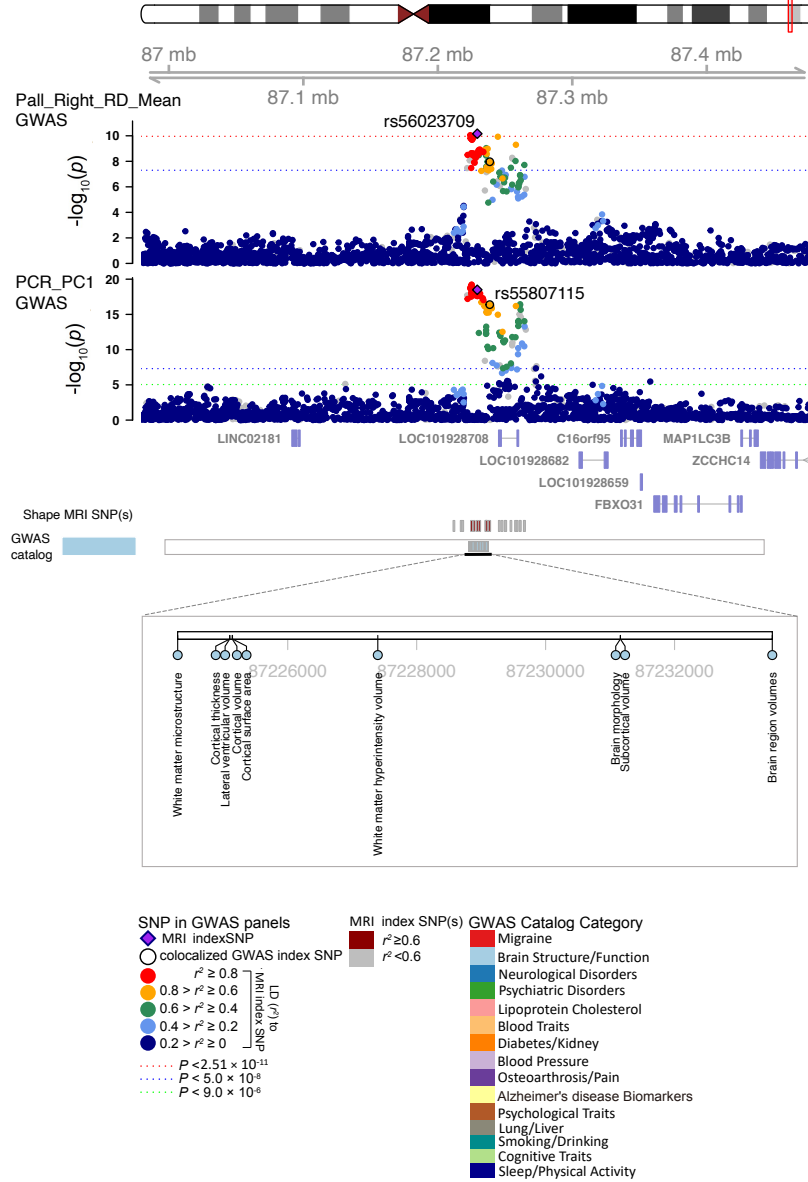 87 mb
87.2 mb
87.4 mb
87.1 mb
87.3 mb
Pall_Right_RD_Mean
GWAS
rs56023709
10
8
6
4
2
0
-log₁₀(p)
PCR_PC1
GWAS
rs55807115
20
15
10
5
0
-log₁₀(p)
LINC02181
LOC101928708
C16orf95
MAP1LC3B
LOC101928682
ZCCHC14
LOC101928659
FBXO31
Shape MRI SNP(s)
GWAS
catalog
87226000
87228000
87230000
87232000
White matter microstructure
Cortical thickness
Lateral ventricular volume
Cortical volume
Cortical surface area
White matter hyperintensity volume
Brain morphology
Subcortical volume
Brain region volumes
SNP in GWAS panels
MRI indexSNP
colocalized GWAS index SNP
r² ≥ 0.8
0.8 > r² ≥ 0.6
0.6 > r² ≥ 0.4
0.4 > r² ≥ 0.2
0.2 > r² ≥ 0
LD (r²) to
MRI index SNP
P <2.51 × 10⁻¹¹
P < 5.0 × 10⁻⁸
P < 9.0 × 10⁻⁶
MRI index SNP(s)
r² ≥0.6
r² <0.6
GWAS Catalog Category
Migraine
Brain Structure/Function
Neurological Disorders
Psychiatric Disorders
Lipoprotein Cholesterol
Blood Traits
Diabetes/Kidney
Blood Pressure
Osteoarthrosis/Pain
Alzheimer's disease Biomarkers
Psychological Traits
Lung/Liver
Smoking/Drinking
Cognitive Traits
Sleep/Physical Activity